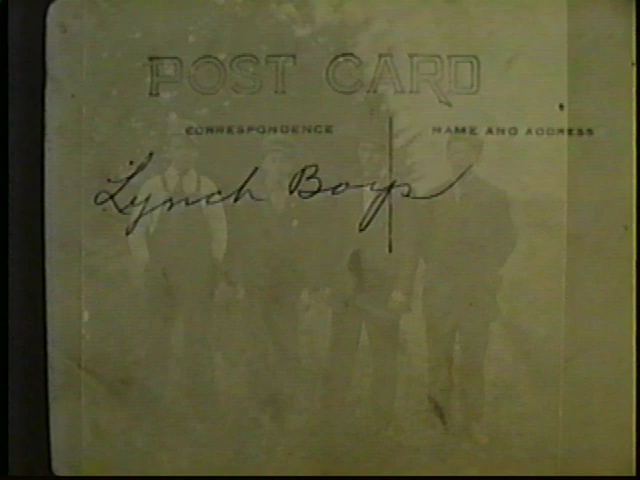 POST CARD
CORRESPONDENCE
NAME AND ADDRESS
Lynch Boys